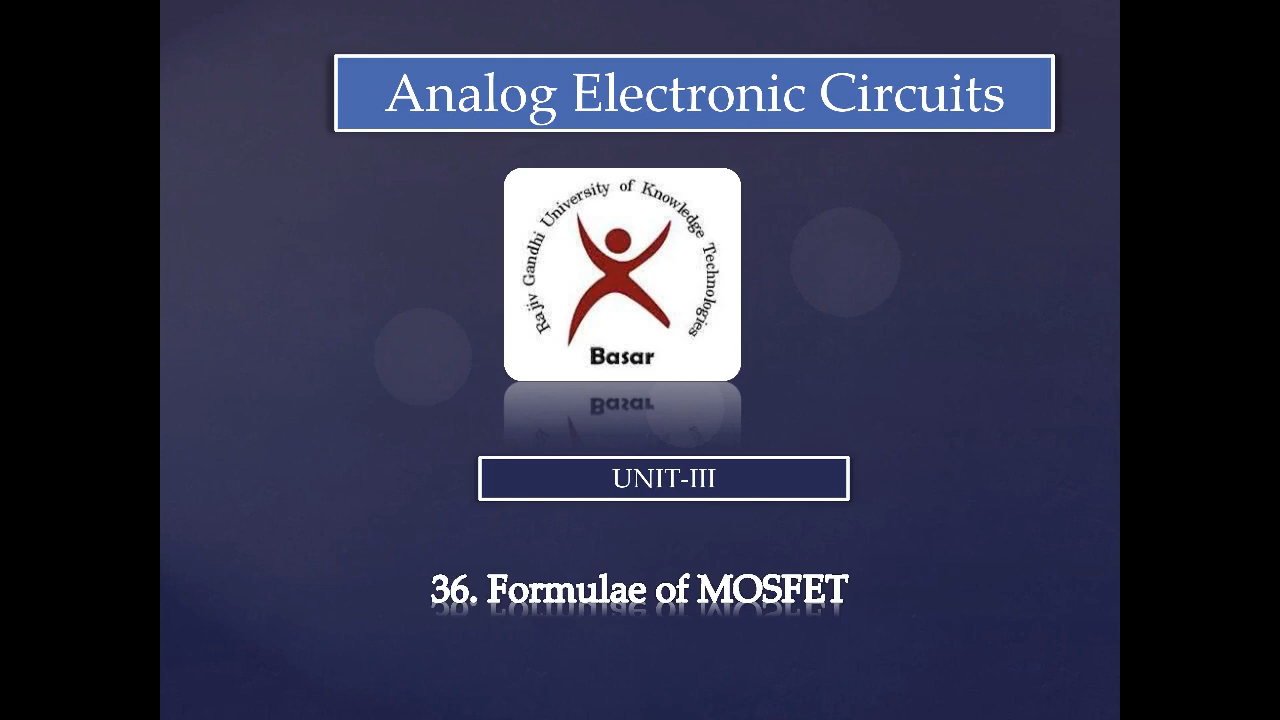 Analog Electronic Circuits
Rajiv Gandhi University of Knowledge Technologies
Basar
UNIT-III
36. Formulae of MOSFET